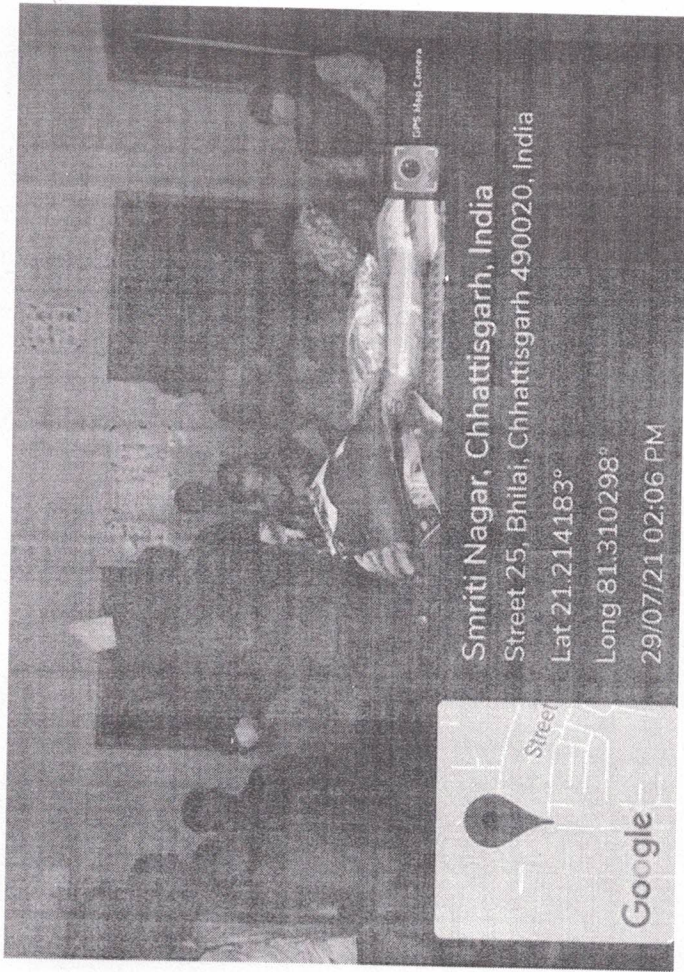 GPS Map Camera
Smriti Nagar, Chhattisgarh, India
Street 25, Bhilai, Chhattisgarh 490020, India
Lat 21.214183°
Long 81.310298°
29/07/21 02:06 PM
Street
Google